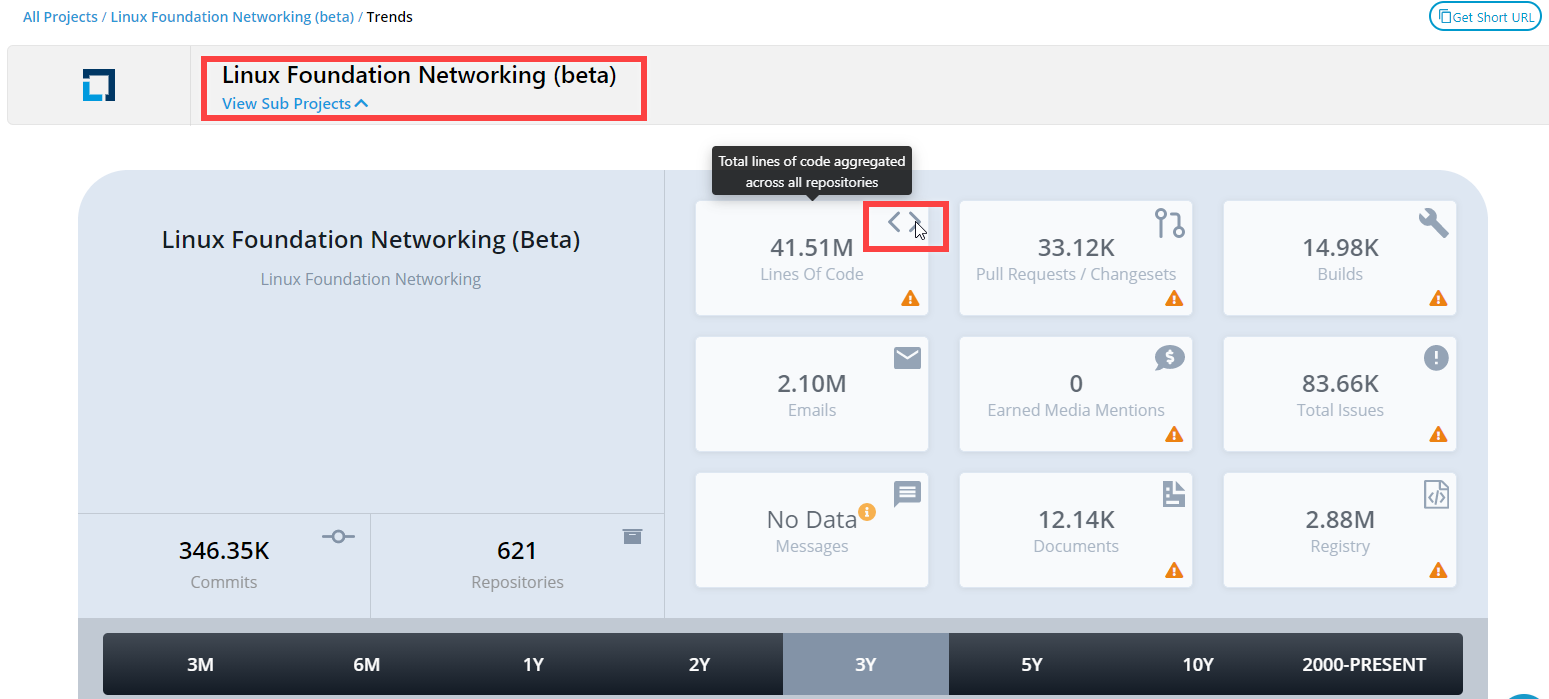 All Projects / Linux Foundation Networking (beta) / Trends
Get Short URL
Linux Foundation Networking (beta)
View Sub Projects
Total lines of code aggregated
across all repositories
Linux Foundation Networking (Beta)
Linux Foundation Networking
41.51M
Lines Of Code
33.12K
Pull Requests / Changesets
14.98K
Builds
2.10M
Emails
0
Earned Media Mentions
83.66K
Total Issues
No Data
Messages
12.14K
Documents
2.88M
Registry
346.35K
Commits
621
Repositories
3M 6M 1Y 2Y 3Y 5Y 10Y 2000-PRESENT